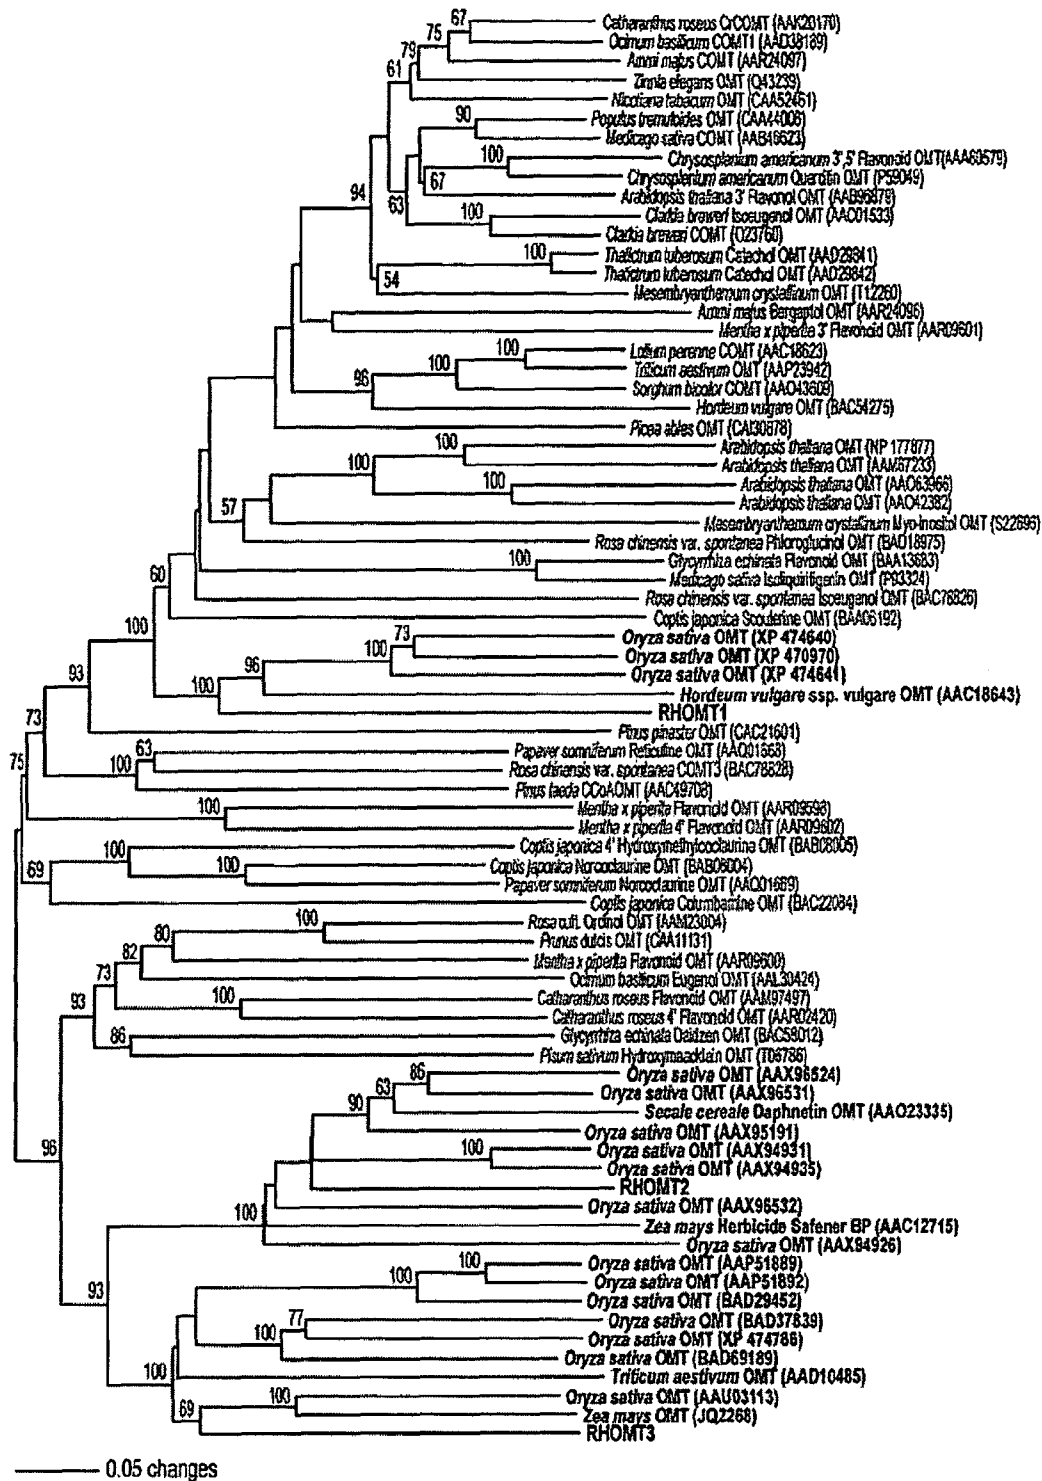 67 Catharanthus roseus CrCOMT (AAK20170)
75 Ocimum basilicum COMT1 (AAD38189)
79 Ammi majus COMT (AAR24097)
61 Zinnia elegans OMT (Q43239)
Nicotiana tabacum OMT (CAA52461)
90 Populus tremuloides OMT (CAA44006)
Medicago sativa COMT (AAB46623)
100 Chrysosplenium americanum 3',5' Flavonoid OMT(AAA80579)
67 Chrysosplenium americanum Quercitin OMT (P59049)
94 63 Arabidopsis thaliana 3' Flavonol OMT (AAB96879)
100 Clarkia breweri Isoeugenol OMT (AAC01533)
Clarkia breweri COMT (O23760)
100 Thalictrum tuberosum Catechol OMT (AAD29841)
54 Thalictrum tuberosum Catechol OMT (AAD29842)
Mesembryanthemum crystallinum OMT (T12260)
Ammi majus Bergaptol OMT (AAR24096)
Mentha x piperita 3' Flavonoid OMT (AAR09601)
100 Lolium perenne COMT (AAC18623)
100 Triticum aestivum OMT (AAP23942)
96 Sorghum bicolor COMT (AAO43609)
Hordeum vulgare OMT (BAC54275)
Picea abies OMT (CAI30878)
100 Arabidopsis thaliana OMT (NP 177877)
100 Arabidopsis thaliana OMT (AAM67233)
100 Arabidopsis thaliana OMT (AAO63966)
57 Arabidopsis thaliana OMT (AAO42382)
Mesembryanthemum crystallinum Myo-Inositol OMT (S22696)
Rosa chinensis var. spontanea Phloroglucinol OMT (BAD18975)
100 Glycyrrhiza echinata Flavonoid OMT (BAA13683)
60 Medicago sativa Isoliquiritigenin OMT (P93324)
Rosa chinensis var. spontanea Isoeugenol OMT (BAC78826)
Coptis japonica Scoulerine OMT (BAA06192)
100 73 Oryza sativa OMT (XP 474640)
100 Oryza sativa OMT (XP 470970)
96 Oryza sativa OMT (XP 474641)
93 100 Hordeum vulgare ssp. vulgare OMT (AAC18643)
RHOMT1
73 Pinus pinaster OMT (CAC21601)
63 Papaver somniferum Reticuline OMT (AAQ01668)
75 100 Rosa chinensis var. spontanea COMT3 (BAC78828)
Pinus taeda CCoAOMT (AAC49708)
100 Mentha x piperita Flavonoid OMT (AAR09598)
Mentha x piperita 4' Flavonoid OMT (AAR09602)
100 Coptis japonica 4' Hydroxymethylcoclaurine OMT (BAB08005)
69 100 Coptis japonica Norcoclaurine OMT (BAB08004)
Papaver somniferum Norcoclaurine OMT (AAQ01669)
Coptis japonica Columbamine OMT (BAC22084)
100 Rosa cult. Orcinol OMT (AAM23004)
80 Prunus dulcis OMT (CAA11131)
82 Mentha x piperita Flavonoid OMT (AAR09600)
73 Ocimum basilicum Eugenol OMT (AAL30424)
93 100 Catharanthus roseus Flavonoid OMT (AAM97497)
Catharanthus roseus 4' Flavonoid OMT (AAR02420)
86 Glycyrrhiza echinata Daidzen OMT (BAC58012)
Pisum sativum Hydroxymaackiain OMT (T06786)
86 Oryza sativa OMT (AAX96524)
63 Oryza sativa OMT (AAX96531)
90 Secale cereale Daphnetin OMT (AAO23335)
96 Oryza sativa OMT (AAX95191)
100 Oryza sativa OMT (AAX94931)
Oryza sativa OMT (AAX94935)
RHOMT2
100 Oryza sativa OMT (AAX96532)
Zea mays Herbicide Safener BP (AAC12715)
Oryza sativa OMT (AAX94926)
100 Oryza sativa OMT (AAP51889)
93 100 Oryza sativa OMT (AAP51892)
Oryza sativa OMT (BAD29452)
77 Oryza sativa OMT (BAD37839)
100 Oryza sativa OMT (XP 474786)
Oryza sativa OMT (BAD69189)
100 Triticum aestivum OMT (AAD10485)
100 Oryza sativa OMT (AAU03113)
69 Zea mays OMT (JQ2268)
RHOMT3
0.05 changes